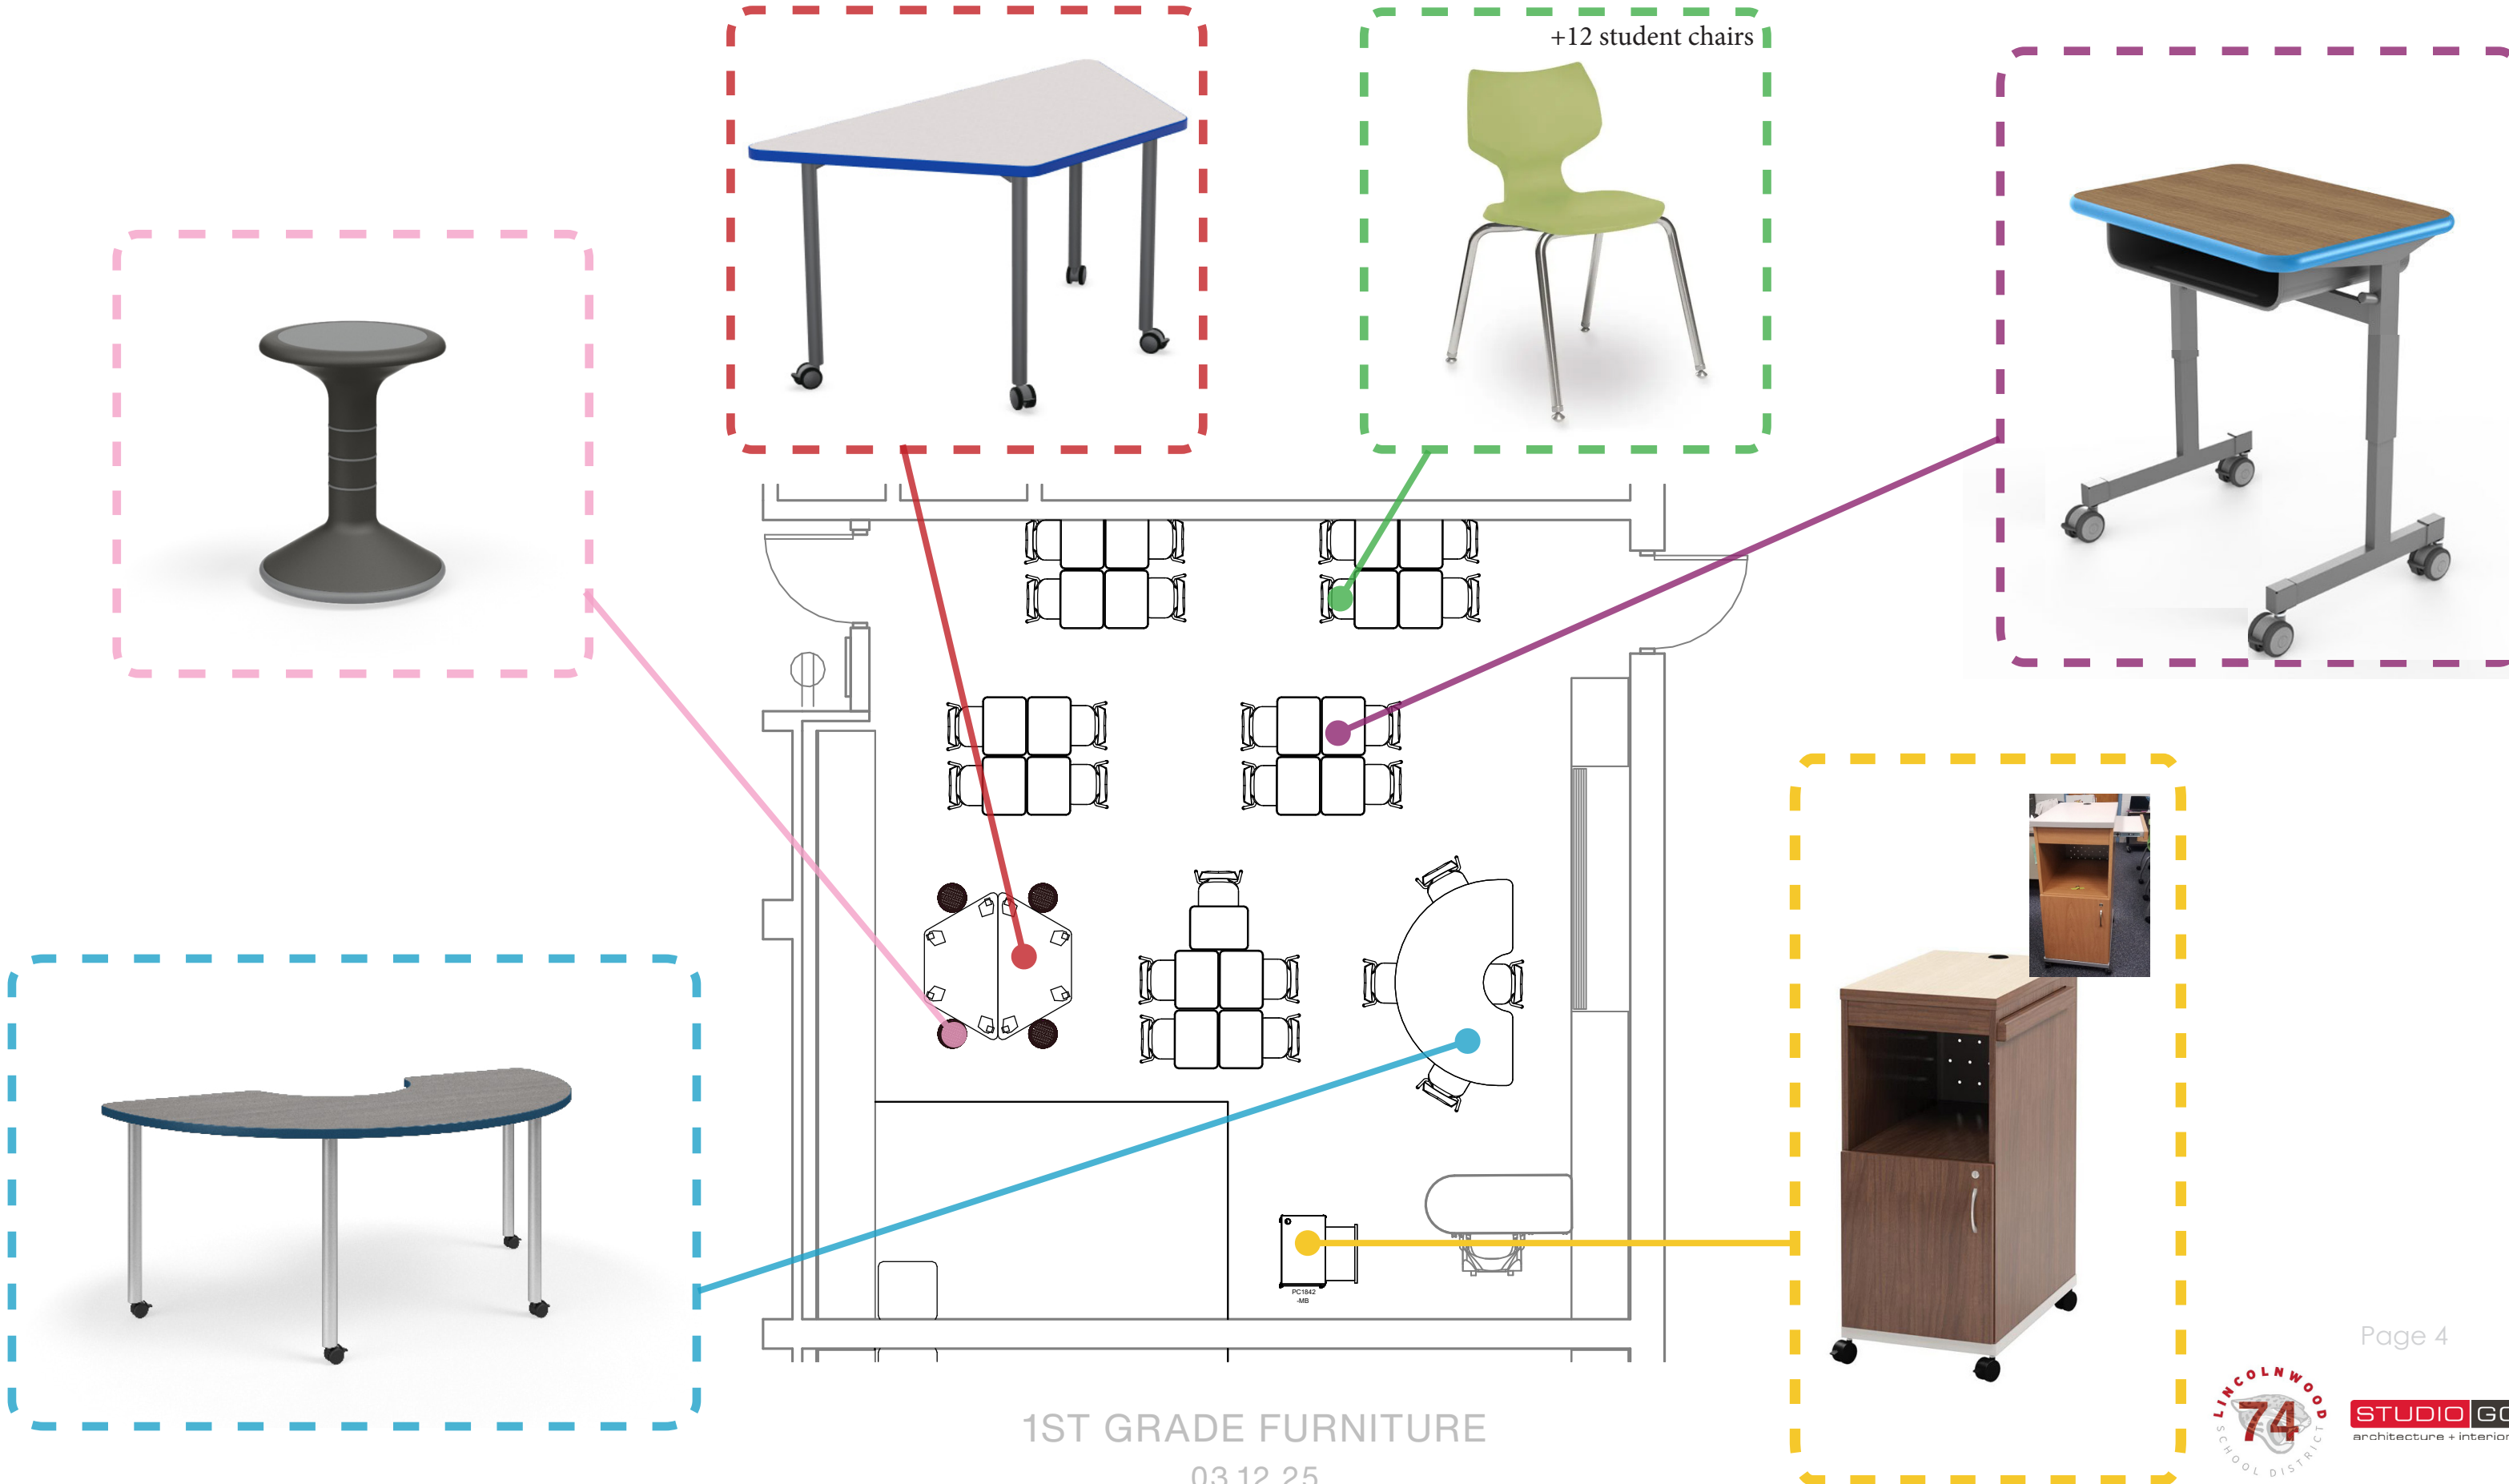 +12 student chairs
PC1842
-MB
Page 4
LINCOLNWOOD
74
SCHOOL DISTRICT
STUDIO GC
architecture + interior
1ST GRADE FURNITURE
03.12.25